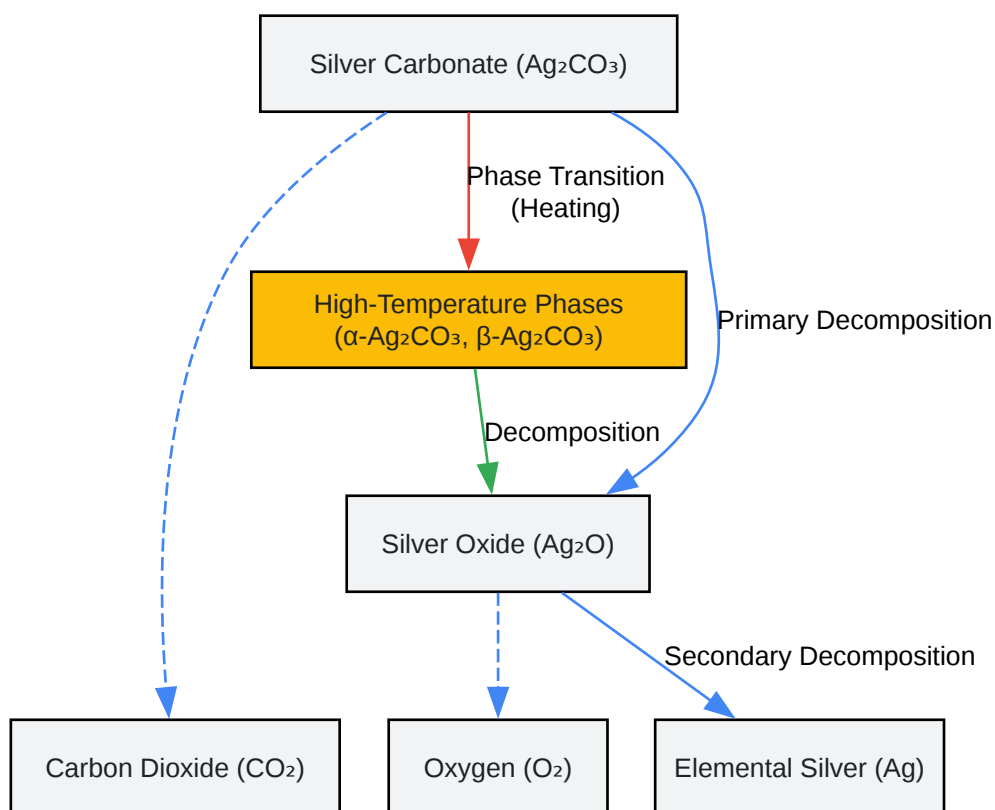 Silver Carbonate (Ag₂CO₃)
Phase Transition
(Heating)
High-Temperature Phases
(α-Ag₂CO₃, β-Ag₂CO₃)
Primary Decomposition
Decomposition
Silver Oxide (Ag₂O)
Secondary Decomposition
Carbon Dioxide (CO₂)
Oxygen (O₂)
Elemental Silver (Ag)